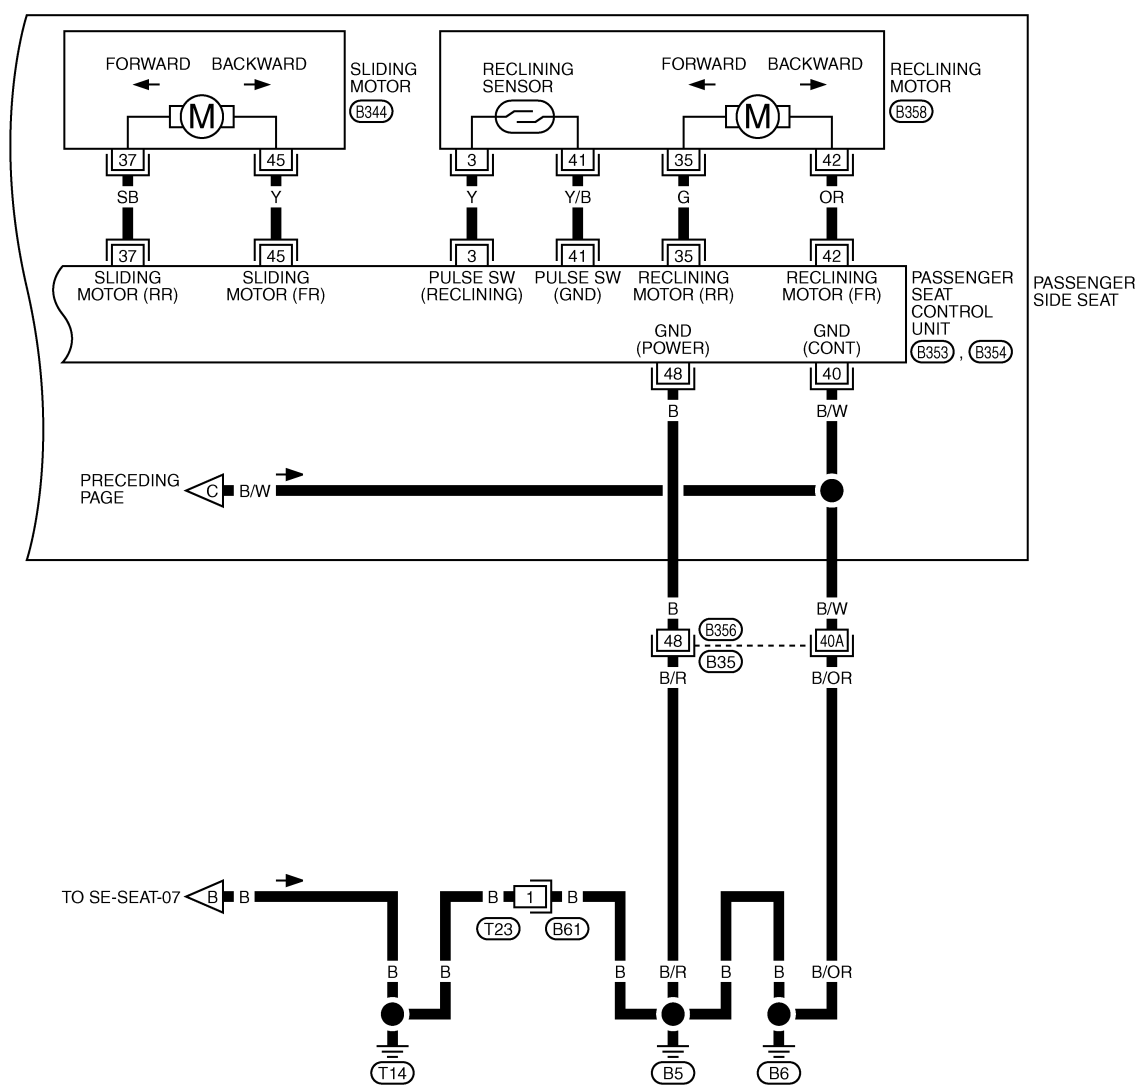 FORWARD BACKWARD
SLIDING
MOTOR
B344
M
RECLINING
SENSOR
FORWARD BACKWARD
RECLINING
MOTOR
B358
M
37 45 3 41 35 42
SB Y Y Y/B G OR
37 45 3 41 35 42
SLIDING
MOTOR (RR)
SLIDING
MOTOR (FR)
PULSE SW
(RECLINING)
PULSE SW
(GND)
RECLINING
MOTOR (RR)
RECLINING
MOTOR (FR)
PASSENGER
SEAT
CONTROL
UNIT
B353 , B354
PASSENGER
SIDE SEAT
GND
(POWER)
GND
(CONT)
48 40
B B/W
PRECEDING
PAGE
C B/W
B B/W
48 B356 40A
B35
B/R B/OR
TO SE-SEAT-07 B B
B 1 B
T23 B61
B B B B/R B B B/OR
T14 B5 B6